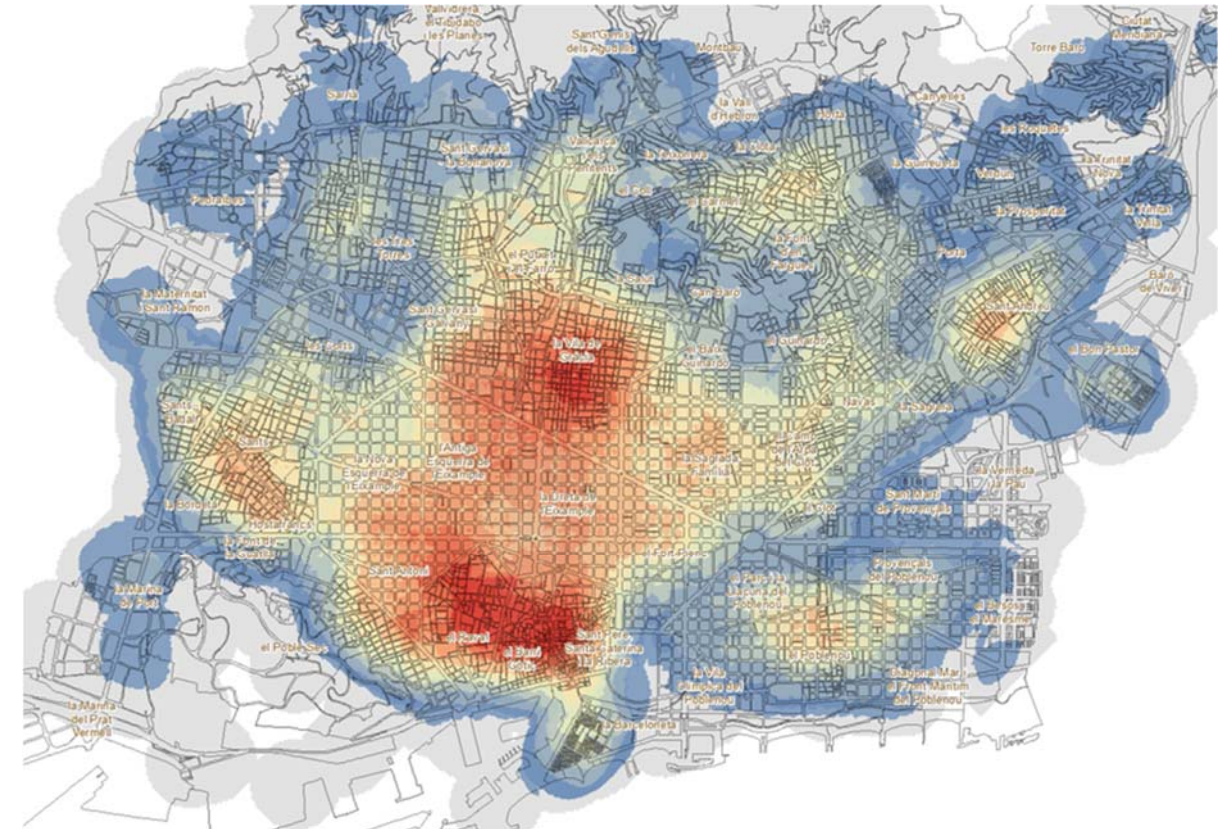 Vallvidrera
el Tibidabo
i les Planes
Sant Genís
dels Agudells
Montbau
Ciutat
Meridiana
Torre Baró
Sarrià
la Vall
d'Hebron
Canyelles
Horta
les Roquetes
Sant Gervasi
la Bonanova
Vallcarca
els
Penitents
la Teixonera
la Guineueta
la Trinitat
Nova
Verdun
Pedralbes
el Coll
el Carmel
la Prosperitat
la Trinitat
Vella
les Tres
Torres
la Font
d'en
Fargues
Porta
el Putxet
la Salut
Can Baró
Baró
de Viver
la Maternitat
Sant Ramon
Sant Gervasi
Galvany
Sant Andreu
les Corts
la Vila de
Gràcia
el Baix
Guinardó
el Guinardó
el Bon Pastor
Sants
Badal
Navas
la Sagrera
Sants
la Nova
Esquerra de
l'Eixample
l'Antiga
Esquerra de
l'Eixample
la Sagrada
Família
la Verneda
i la Pau
la Bordeta
la Dreta de
l'Eixample
Sant Martí
de Provençals
Hostafrancs
la Font de
la Guatlla
el Fort Pienc
el Clot
Sant Antoni
Provençals
del Poblenou
la Marina
de Port
el Parc i la
Llacuna del
Poblenou
el Besòs
el Maresme
el Raval
el Poble Sec
el Barri
Gòtic
Sant Pere,
Santa Caterina
i la Ribera
el Poblenou
la Vila
Olímpica del
Poblenou
Diagonal Mar i
el Front Marítim
del Poblenou
la Marina
del Prat
Vermell
la Barceloneta